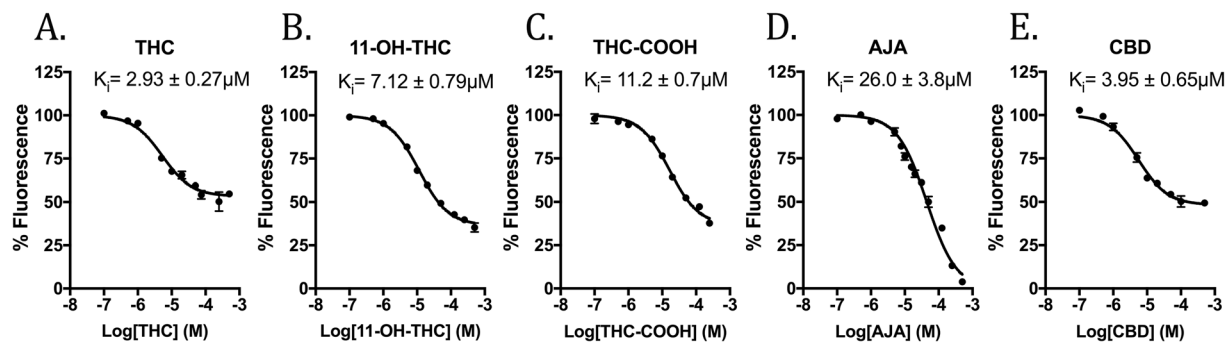 A.
THC
Ki= 2.93 ± 0.27µM
% Fluorescence
125
100
75
50
25
0
-8 -7 -6 -5 -4 -3
Log[THC] (M)
B.
11-OH-THC
Ki= 7.12 ± 0.79µM
% Fluorescence
125
100
75
50
25
0
-8 -7 -6 -5 -4 -3
Log[11-OH-THC] (M)
C.
THC-COOH
Ki= 11.2 ± 0.7µM
% Fluorescence
125
100
75
50
25
0
-8 -7 -6 -5 -4 -3
Log[THC-COOH] (M)
D.
AJA
Ki= 26.0 ± 3.8µM
% Fluorescence
125
100
75
50
25
0
-8 -7 -6 -5 -4 -3
Log[AJA] (M)
E.
CBD
Ki= 3.95 ± 0.65µM
% Fluorescence
125
100
75
50
25
0
-8 -7 -6 -5 -4 -3
Log[CBD] (M)